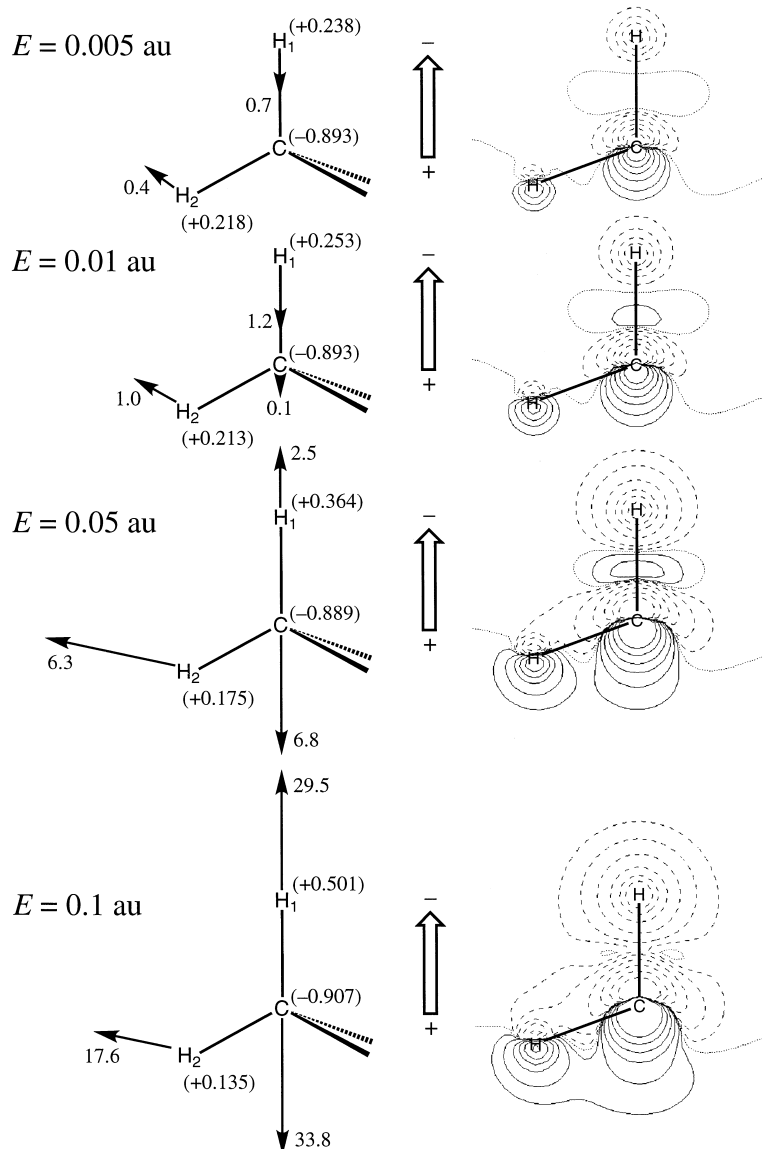 E = 0.005 au
H₁ (+0.238)
0.7
C (−0.893)
0.4
H₂
(+0.218)
−
+
H
C
H
E = 0.01 au
H₁ (+0.253)
1.2
C (−0.893)
1.0
0.1
H₂
(+0.213)
−
+
H
C
H
E = 0.05 au
2.5
H₁ (+0.364)
C (−0.889)
6.3
H₂
(+0.175)
6.8
−
+
H
C
H
E = 0.1 au
29.5
H₁ (+0.501)
C (−0.907)
17.6
H₂
(+0.135)
33.8
−
+
H
C
H